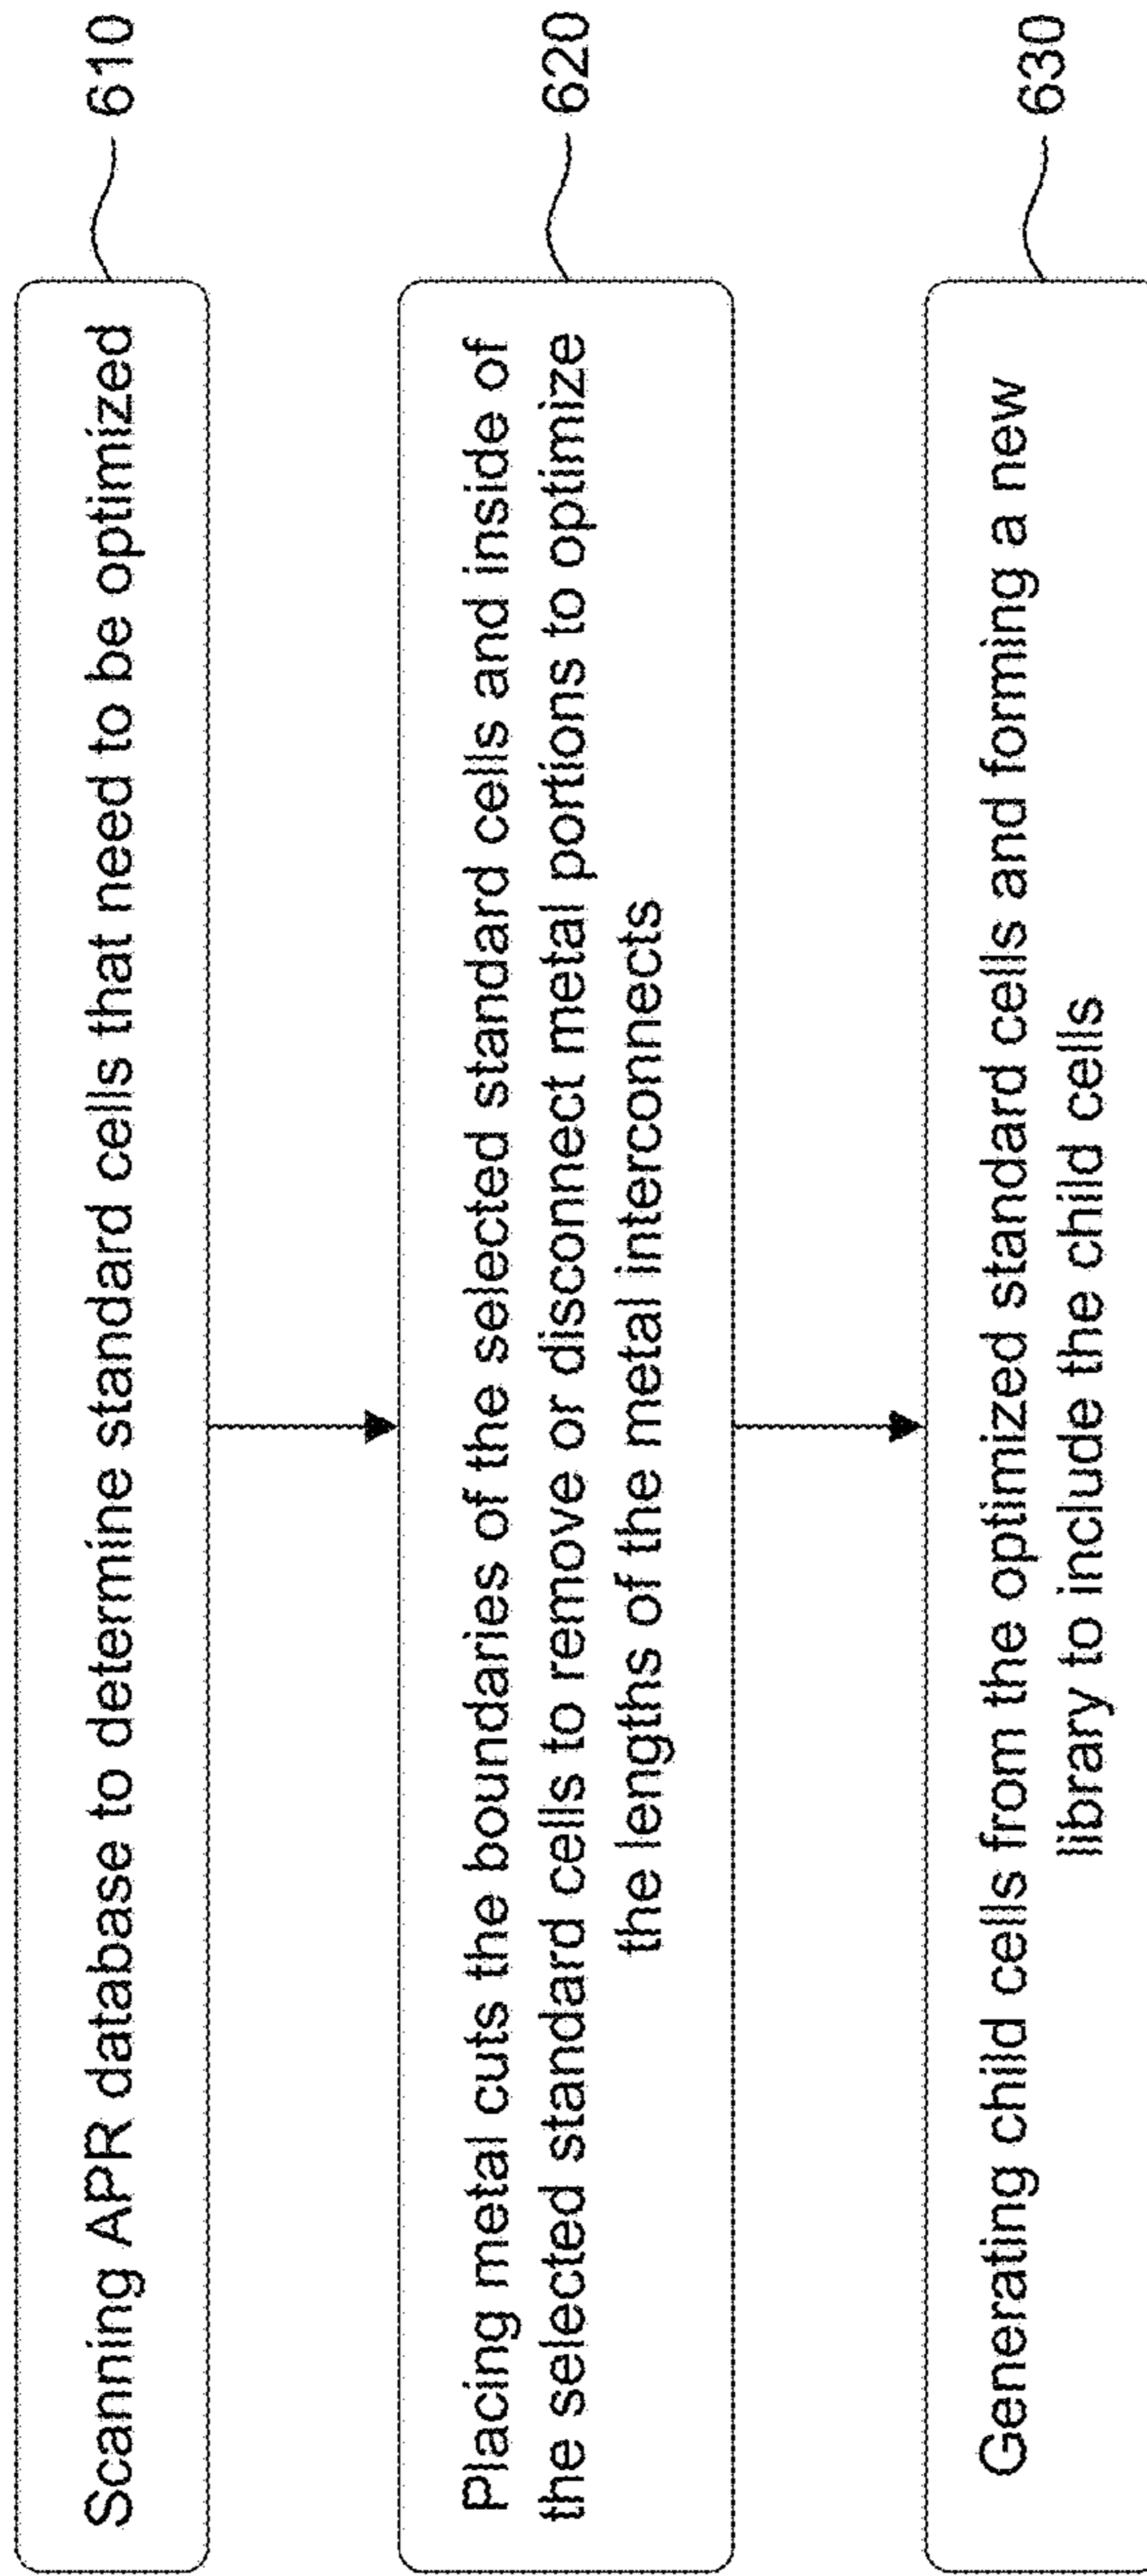 Scanning APR database to determine standard cells that need to be optimized
610
Placing metal cuts the boundaries of the selected standard cells and inside of
the selected standard cells to remove or disconnect metal portions to optimize
the lengths of the metal interconnects
620
Generating child cells from the optimized standard cells and forming a new
library to include the child cells
630